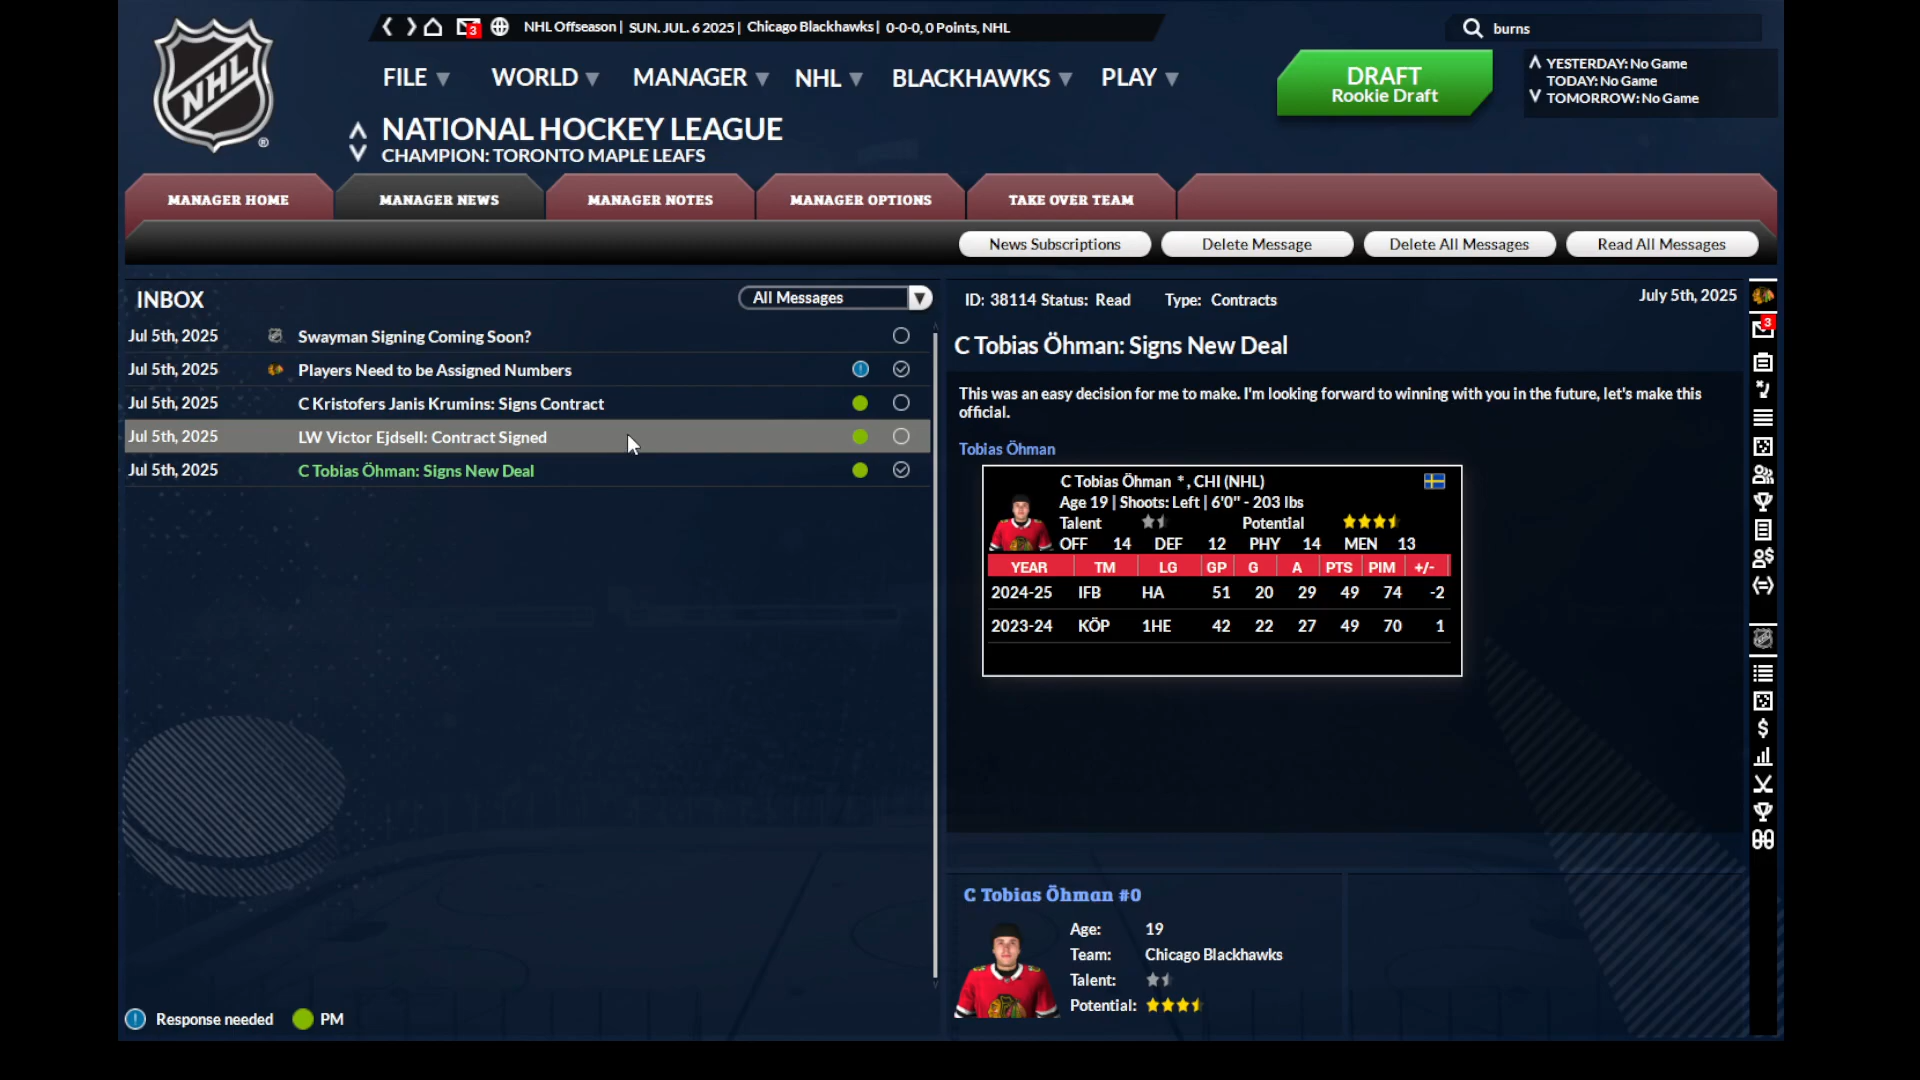 NHL
3
NHL Offseason | SUN. JUL. 6 2025 | Chicago Blackhawks | 0-0-0, 0 Points, NHL
burns
FILE WORLD MANAGER NHL BLACKHAWKS PLAY
DRAFT
Rookie Draft
YESTERDAY: No Game
TODAY: No Game
TOMORROW: No Game
NATIONAL HOCKEY LEAGUE
CHAMPION: TORONTO MAPLE LEAFS
MANAGER HOME MANAGER NEWS MANAGER NOTES MANAGER OPTIONS TAKE OVER TEAM
News Subscriptions Delete Message Delete All Messages Read All Messages
INBOX All Messages
Jul 5th, 2025 Swayman Signing Coming Soon?
Jul 5th, 2025 Players Need to be Assigned Numbers
Jul 5th, 2025 C Kristofers Janis Krumins: Signs Contract
Jul 5th, 2025 LW Victor Ejdsell: Contract Signed
Jul 5th, 2025 C Tobias Öhman: Signs New Deal
Response needed PM
ID: 38114 Status: Read Type: Contracts July 5th, 2025
3
C Tobias Öhman: Signs New Deal
This was an easy decision for me to make. I'm looking forward to winning with you in the future, let's make this
official.
Tobias Öhman
C Tobias Öhman *, CHI (NHL)
Age 19 | Shoots: Left | 6'0" - 203 lbs
Talent Potential
OFF 14 DEF 12 PHY 14 MEN 13
YEAR TM LG GP G A PTS PIM +/-
2024-25 IFB HA 51 20 29 49 74 -2
2023-24 KÖP 1HE 42 22 27 49 70 1
C Tobias Öhman #0
Age: 19
Team: Chicago Blackhawks
Talent:
Potential: